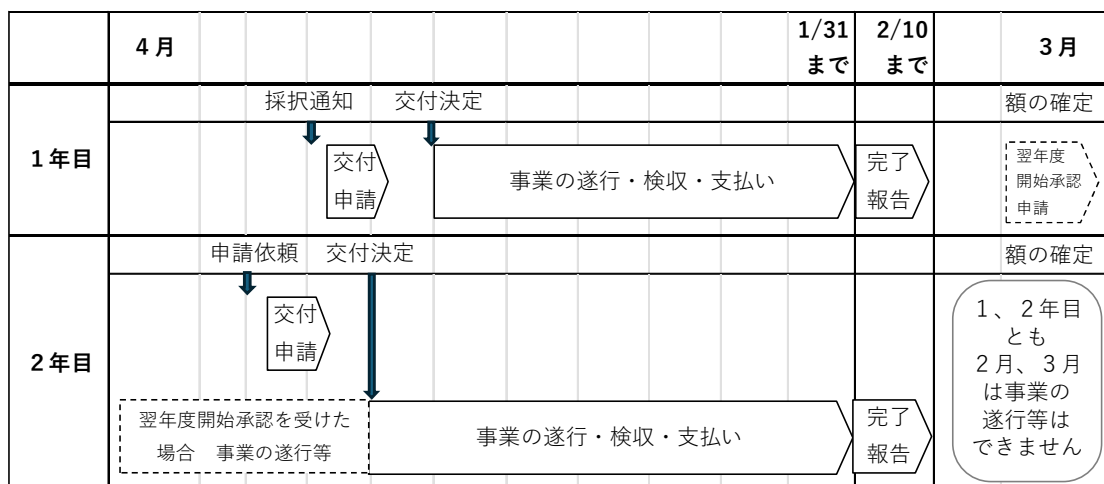 4月
1/31
まで
2/10
まで
3月
1年目
採択通知
交付決定
額の確定
交付
申請
事業の遂行・検収・支払い
完了
報告
翌年度
開始承認
申請
2年目
申請依頼
交付決定
額の確定
交付
申請
翌年度開始承認を受けた
場合　事業の遂行等
事業の遂行・検収・支払い
完了
報告
1、2年目
とも
2月、3月
は事業の
遂行等は
できません